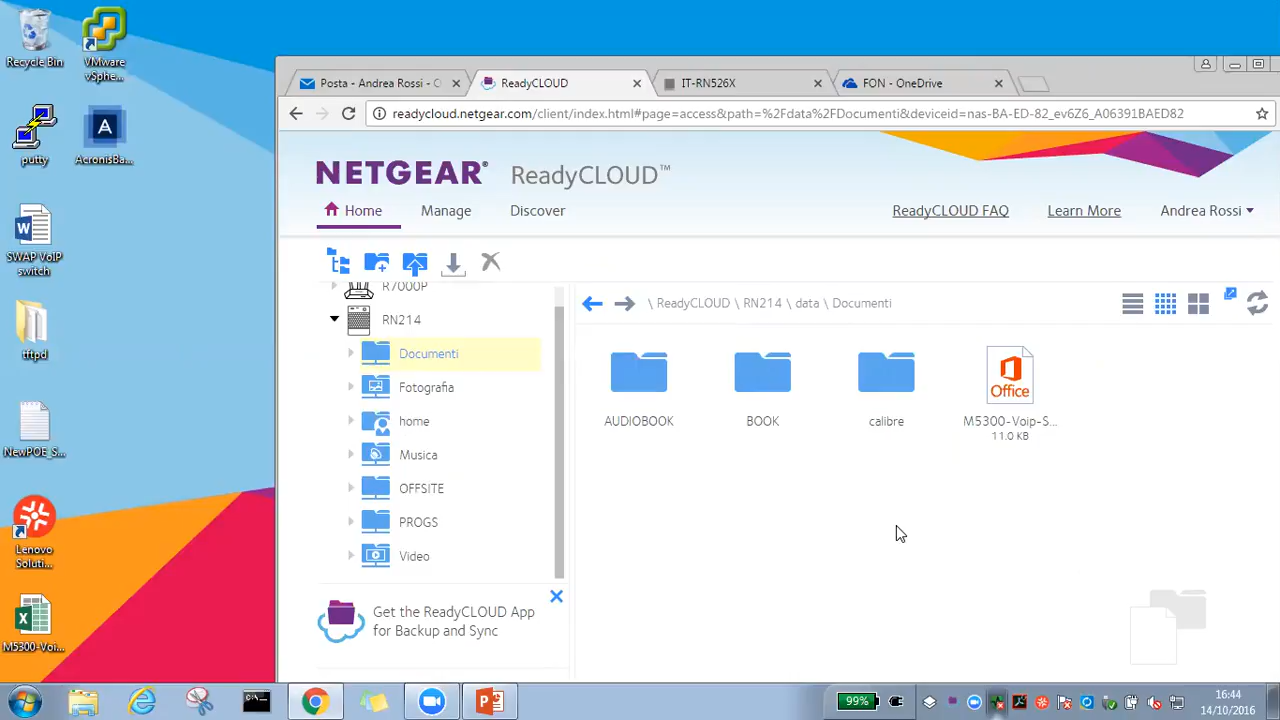 Recycle Bin
VMware
vSphe...
putty
AcronisBa...
SWAP VoIP
switch
tftpd
NewPOE_S...
Lenovo
Soluti...
M5300-Voi...
Posta - Andrea Rossi - O
ReadyCLOUD
IT-RN526X
FON - OneDrive
readycloud.netgear.com/client/index.html#page=access&path=%2Fdata%2FDocumenti&deviceid=nas-BA-ED-82_ev6Z6_A06391BAED82
NETGEAR® ReadyCLOUD™
Home
Manage
Discover
ReadyCLOUD FAQ
Learn More
Andrea Rossi
R7000P
RN214
Documenti
Fotografia
home
Musica
OFFSITE
PROGS
Video
Get the ReadyCLOUD App
for Backup and Sync
\ ReadyCLOUD \ RN214 \ data \ Documenti
AUDIOBOOK
BOOK
calibre
Office
M5300-Voip-S...
11.0 KB
99%
16:44
14/10/2016